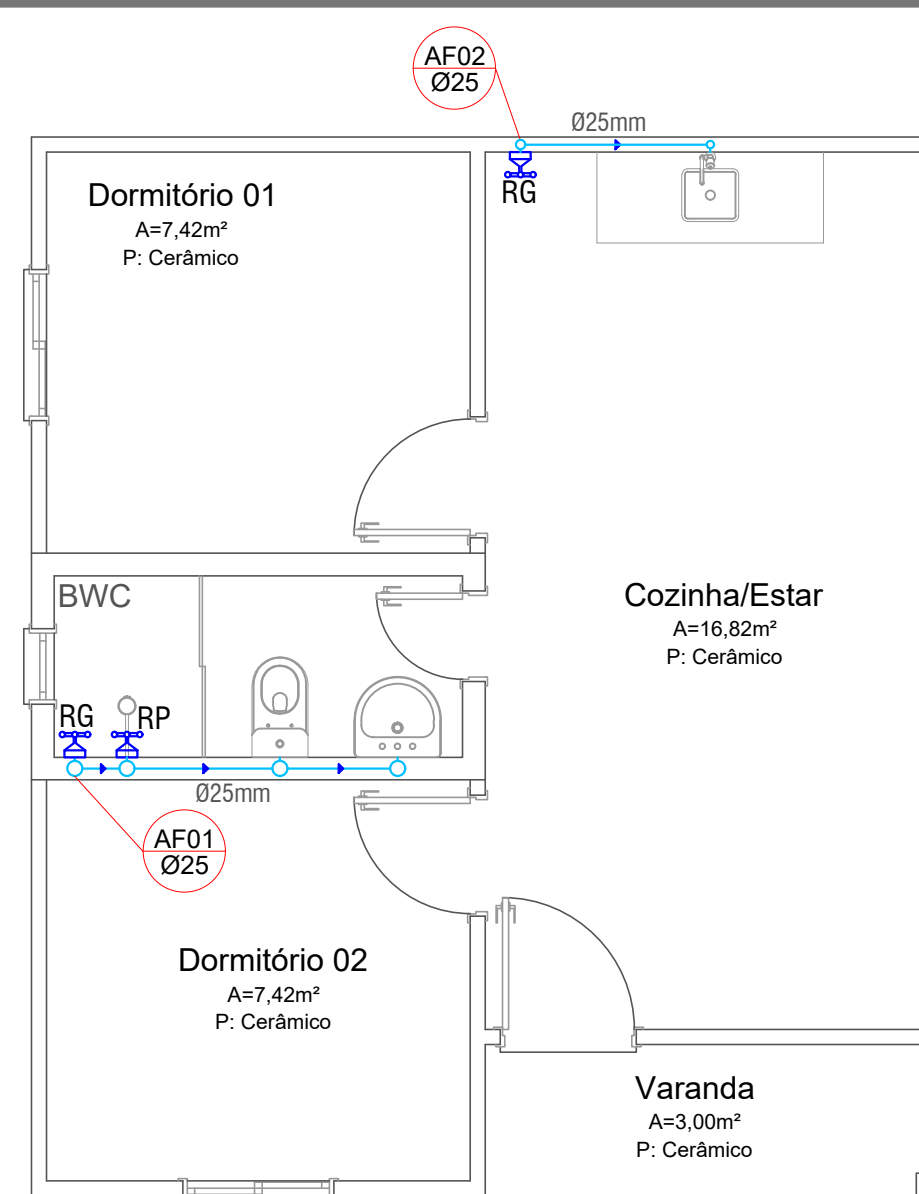 AF02
Ø25
Ø25mm
RG
Dormitório 01
A=7,42m²
P: Cerâmico
BWC
Cozinha/Estar
A=16,82m²
P: Cerâmico
RG
RP
Ø25mm
AF01
Ø25
Dormitório 02
A=7,42m²
P: Cerâmico
Varanda
A=3,00m²
P: Cerâmico